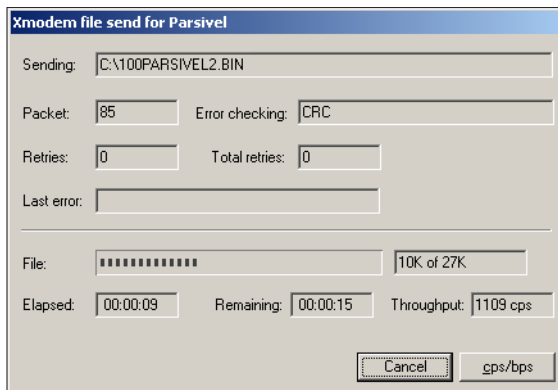 Xmodem file send for Parsivel
Sending: C:\100PARSIVEL2.BIN
Packet: 85 Error checking: CRC
Retries: 0 Total retries: 0
Last error:
File: 10K of 27K
Elapsed: 00:00:09 Remaining: 00:00:15 Throughput: 1109 cps
Cancel cps/bps